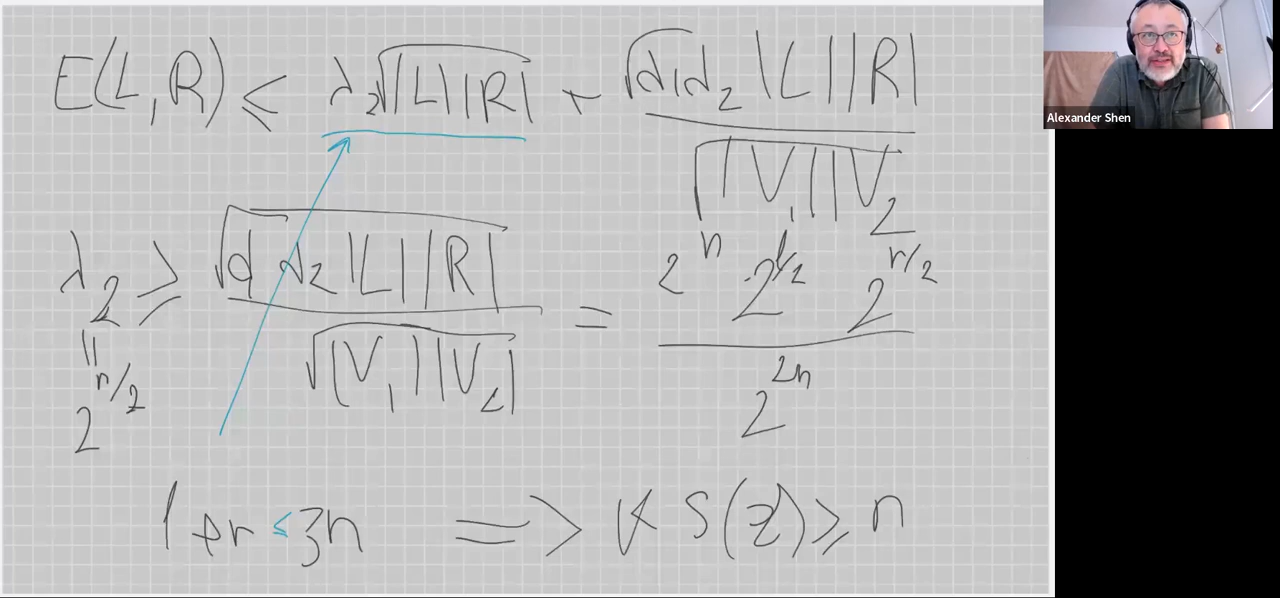 E(L,R) ≤ λ₂√|L||R| + √d₁d₂ |L||R| / √|V₁||V₂|
Alexander Shen
λ₂ ≥ √d₁d₂|L||R| / √|V₁||V₂| = 2ⁿ · 2^{l/2} 2^{r/2} / 2^{2n}
||
2^{n/2}
l + r ≤ 3n ⟹ KS(z) ≥ n